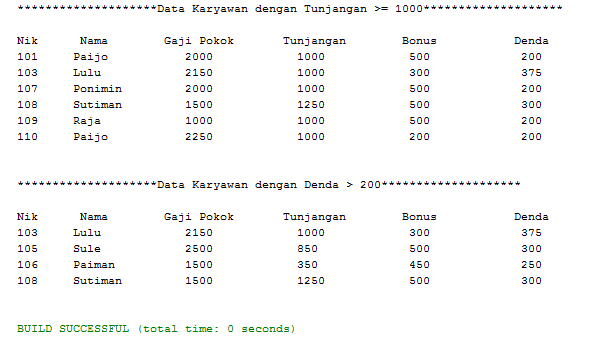 ********************Data Karyawan dengan Tunjangan >= 1000********************
Nik Nama Gaji Pokok Tunjangan Bonus Denda
101 Paijo 2000 1000 500 200
103 Lulu 2150 1000 300 375
107 Ponimin 2000 1000 500 200
108 Sutiman 1500 1250 500 300
109 Raja 1000 1000 500 200
110 Paijo 2250 1000 200 200
********************Data Karyawan dengan Denda > 200********************
Nik Nama Gaji Pokok Tunjangan Bonus Denda
103 Lulu 2150 1000 300 375
105 Sule 2500 850 500 300
106 Paiman 1500 350 450 250
108 Sutiman 1500 1250 500 300
BUILD SUCCESSFUL (total time: 0 seconds)